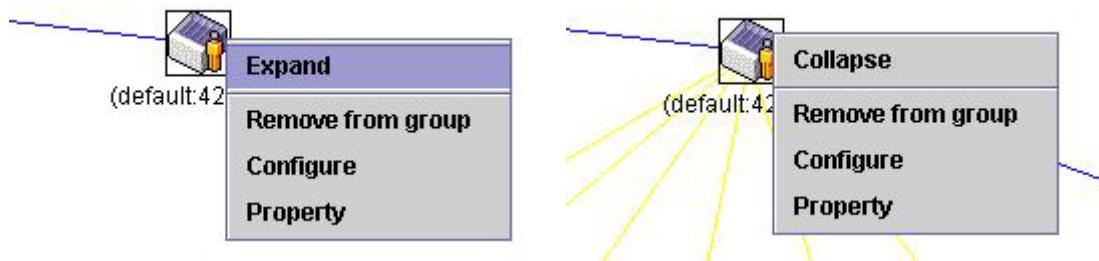 Expand
(default:42
Remove from group
Configure
Property
Collapse
(default:42
Remove from group
Configure
Property